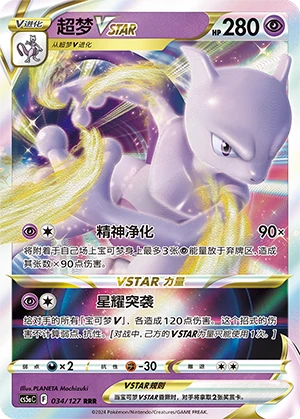 V进化
超梦VSTAR
HP 280
从超梦V进化
精神净化 90×
将附着于自己场上宝可梦身上最多3张能量放于弃牌区,造
成其张数×90点伤害。
VSTAR力量
星耀突袭
给对手的所有「宝可梦V」,各造成120点伤害。这个招式的伤
害不计算弱点、抗性。[对战中,己方的VSTAR力量只能使用1次。]
弱点 ×2 抗性 -30 撤退
Illus.PLANETA Mochizuki
VSTAR规则
cs5aC F 034/127 RRR
当宝可梦VSTAR昏厥时,对手将拿取2张奖赏卡。
©2024 Pokémon/Nintendo/Creatures/GAME FREAK.